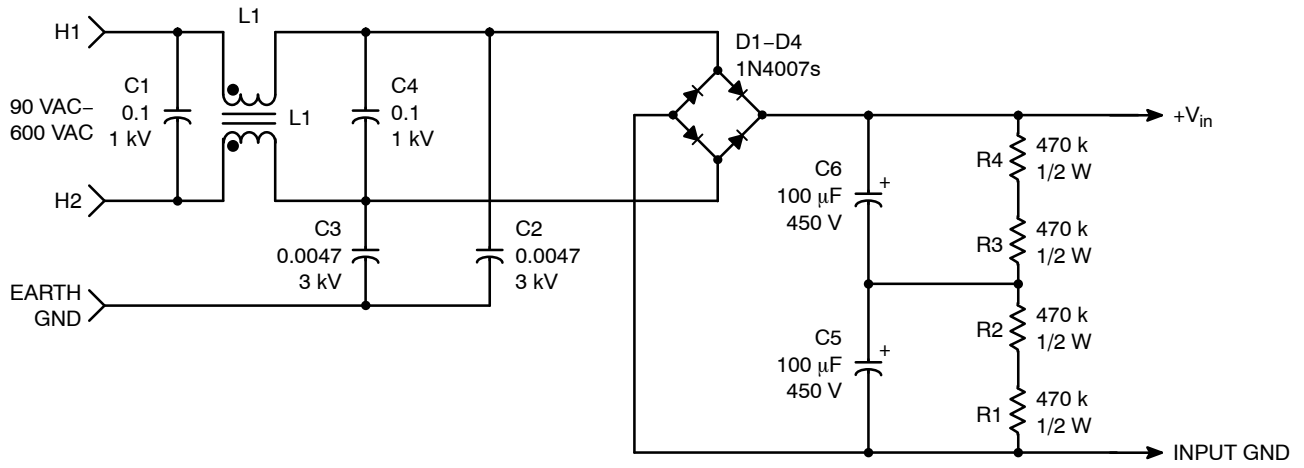 H1
L1
C1
0.1
1 kV
90 VAC–
600 VAC
L1
C4
0.1
1 kV
H2
C3
0.0047
3 kV
C2
0.0047
3 kV
EARTH
GND
D1–D4
1N4007s
+Vin
C6
100 µF
450 V
+
R4
470 k
1/2 W
R3
470 k
1/2 W
C5
100 µF
450 V
+
R2
470 k
1/2 W
R1
470 k
1/2 W
INPUT GND